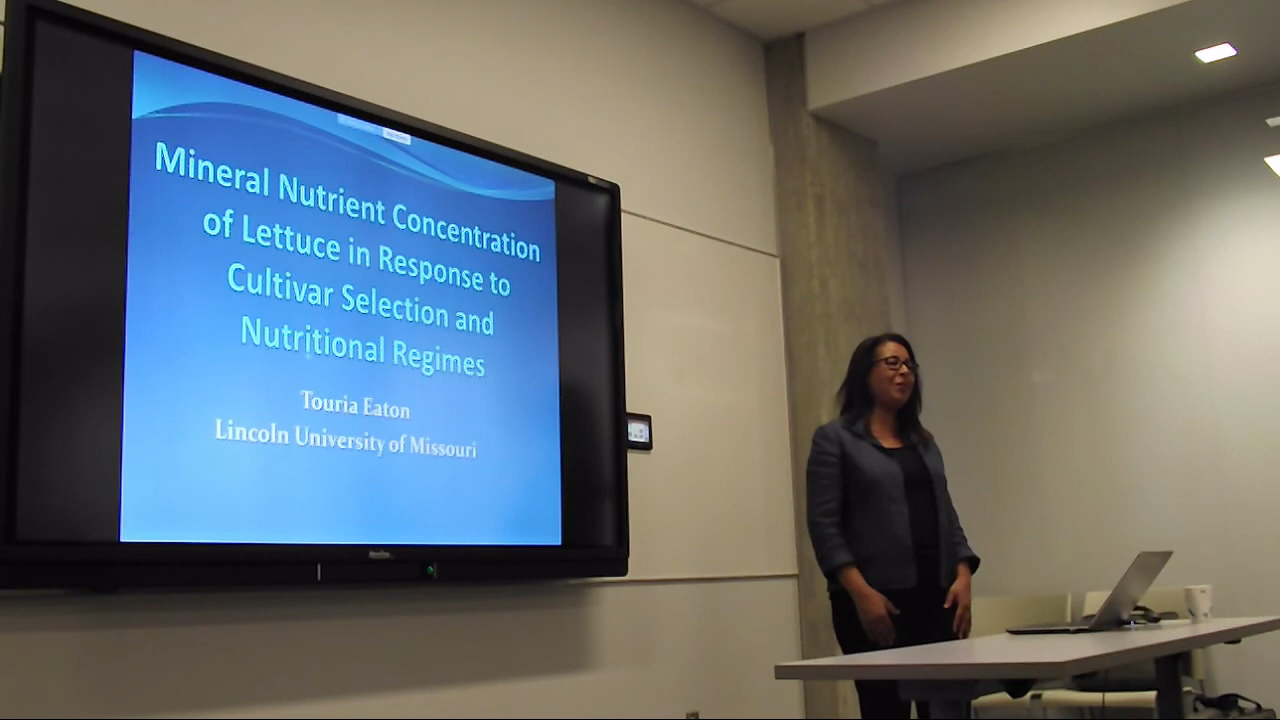 Mineral Nutrient Concentration
of Lettuce in Response to
Cultivar Selection and
Nutritional Regimes
Touria Eaton
Lincoln University of Missouri